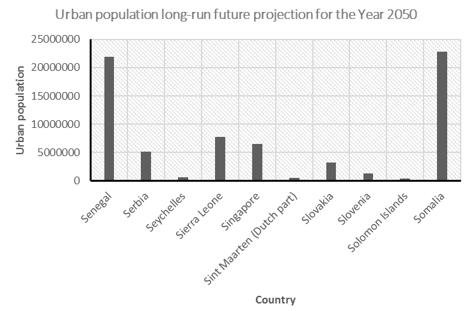 Urban population long-run future projection for the Year 2050
25000000
20000000
15000000
10000000
5000000
0
Urban population
Senegal
Serbia
Seychelles
Sierra Leone
Singapore
Sint Maarten (Dutch part)
Slovakia
Slovenia
Solomon Islands
Somalia
Country